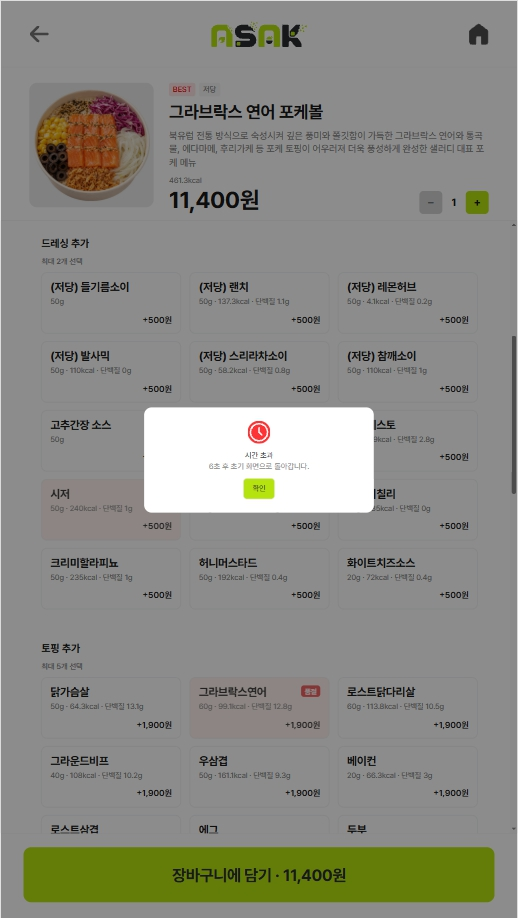 ASAK
BEST 저당
그라브락스 연어 포케볼
북유럽 전통 방식으로 숙성시켜 깊은 풍미와 쫄깃함이 가득한 그라브락스 연어와 통곡
물, 에다마메, 후리가케 등 포케 토핑이 어우러져 더욱 풍성하게 완성한 샐러디 대표 포
케 메뉴
461.3kcal
11,400원
− 1 +
드레싱 추가
최대 2개 선택
(저당) 들기름소이
50g
+500원
(저당) 랜치
50g · 137.3kcal · 단백질 1.1g
+500원
(저당) 레몬허브
50g · 4.1kcal · 단백질 0.2g
+500원
(저당) 발사믹
50g · 110kcal · 단백질 0g
+500원
(저당) 스리라차소이
50g · 58.2kcal · 단백질 0.8g
+500원
(저당) 참깨소이
50g · 110kcal · 단백질 1g
+500원
고추간장 소스
50g
스토
9kcal · 단백질 2.8g
+500원
시간 초과
6초 후 초기 화면으로 돌아갑니다.
확인
시저
50g · 240kcal · 단백질 1g
+500원
+500원
칠리
5kcal · 단백질 0g
+500원
크리미할라피뇨
50g · 235kcal · 단백질 1g
+500원
허니머스타드
50g · 192kcal · 단백질 0.4g
+500원
화이트치즈소스
20g · 72kcal · 단백질 0.4g
+500원
토핑 추가
최대 5개 선택
닭가슴살
50g · 64.3kcal · 단백질 13.1g
+1,900원
그라브락스연어 품절
60g · 99.1kcal · 단백질 12.8g
+1,900원
로스트닭다리살
60g · 113.8kcal · 단백질 10.5g
+1,900원
그라운드비프
40g · 108kcal · 단백질 10.2g
+1,900원
우삼겹
50g · 161.1kcal · 단백질 9.3g
+1,900원
베이컨
20g · 66.3kcal · 단백질 3g
+1,900원
로스트삼겹
에그
두부
장바구니에 담기 · 11,400원